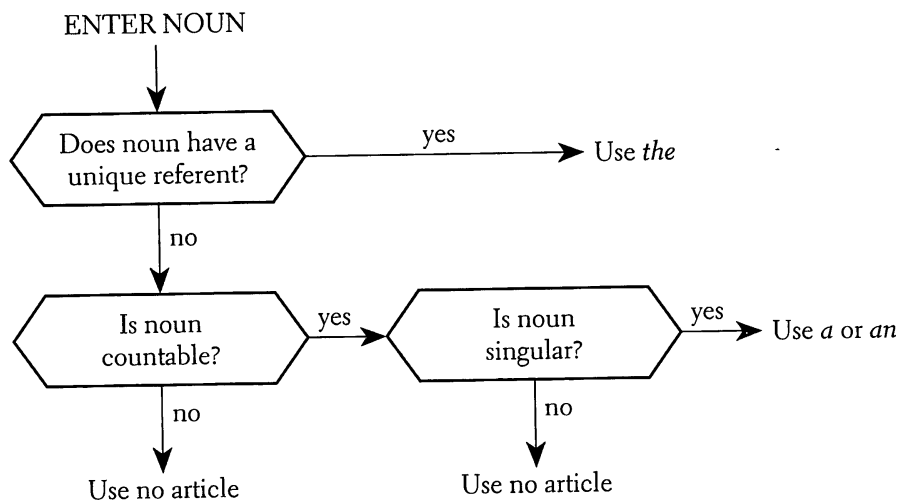 ENTER NOUN
Does noun have a
unique referent?
yes
Use the
no
Is noun
countable?
yes
Is noun
singular?
yes
Use a or an
no
no
Use no article
Use no article